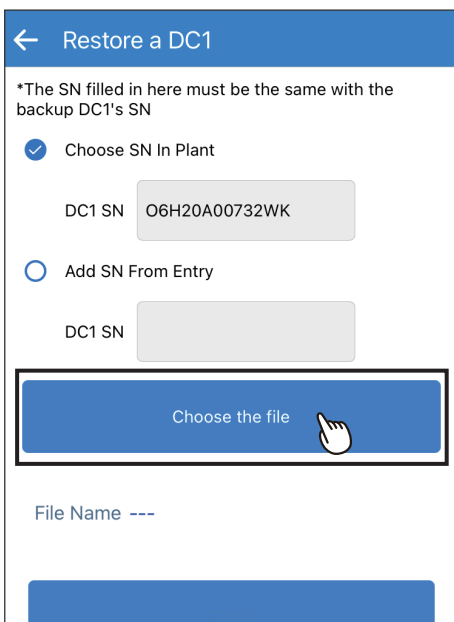 Restore a DC1
*The SN filled in here must be the same with the
backup DC1's SN
Choose SN In Plant
DC1 SN O6H20A00732WK
Add SN From Entry
DC1 SN
Choose the file
File Name ---